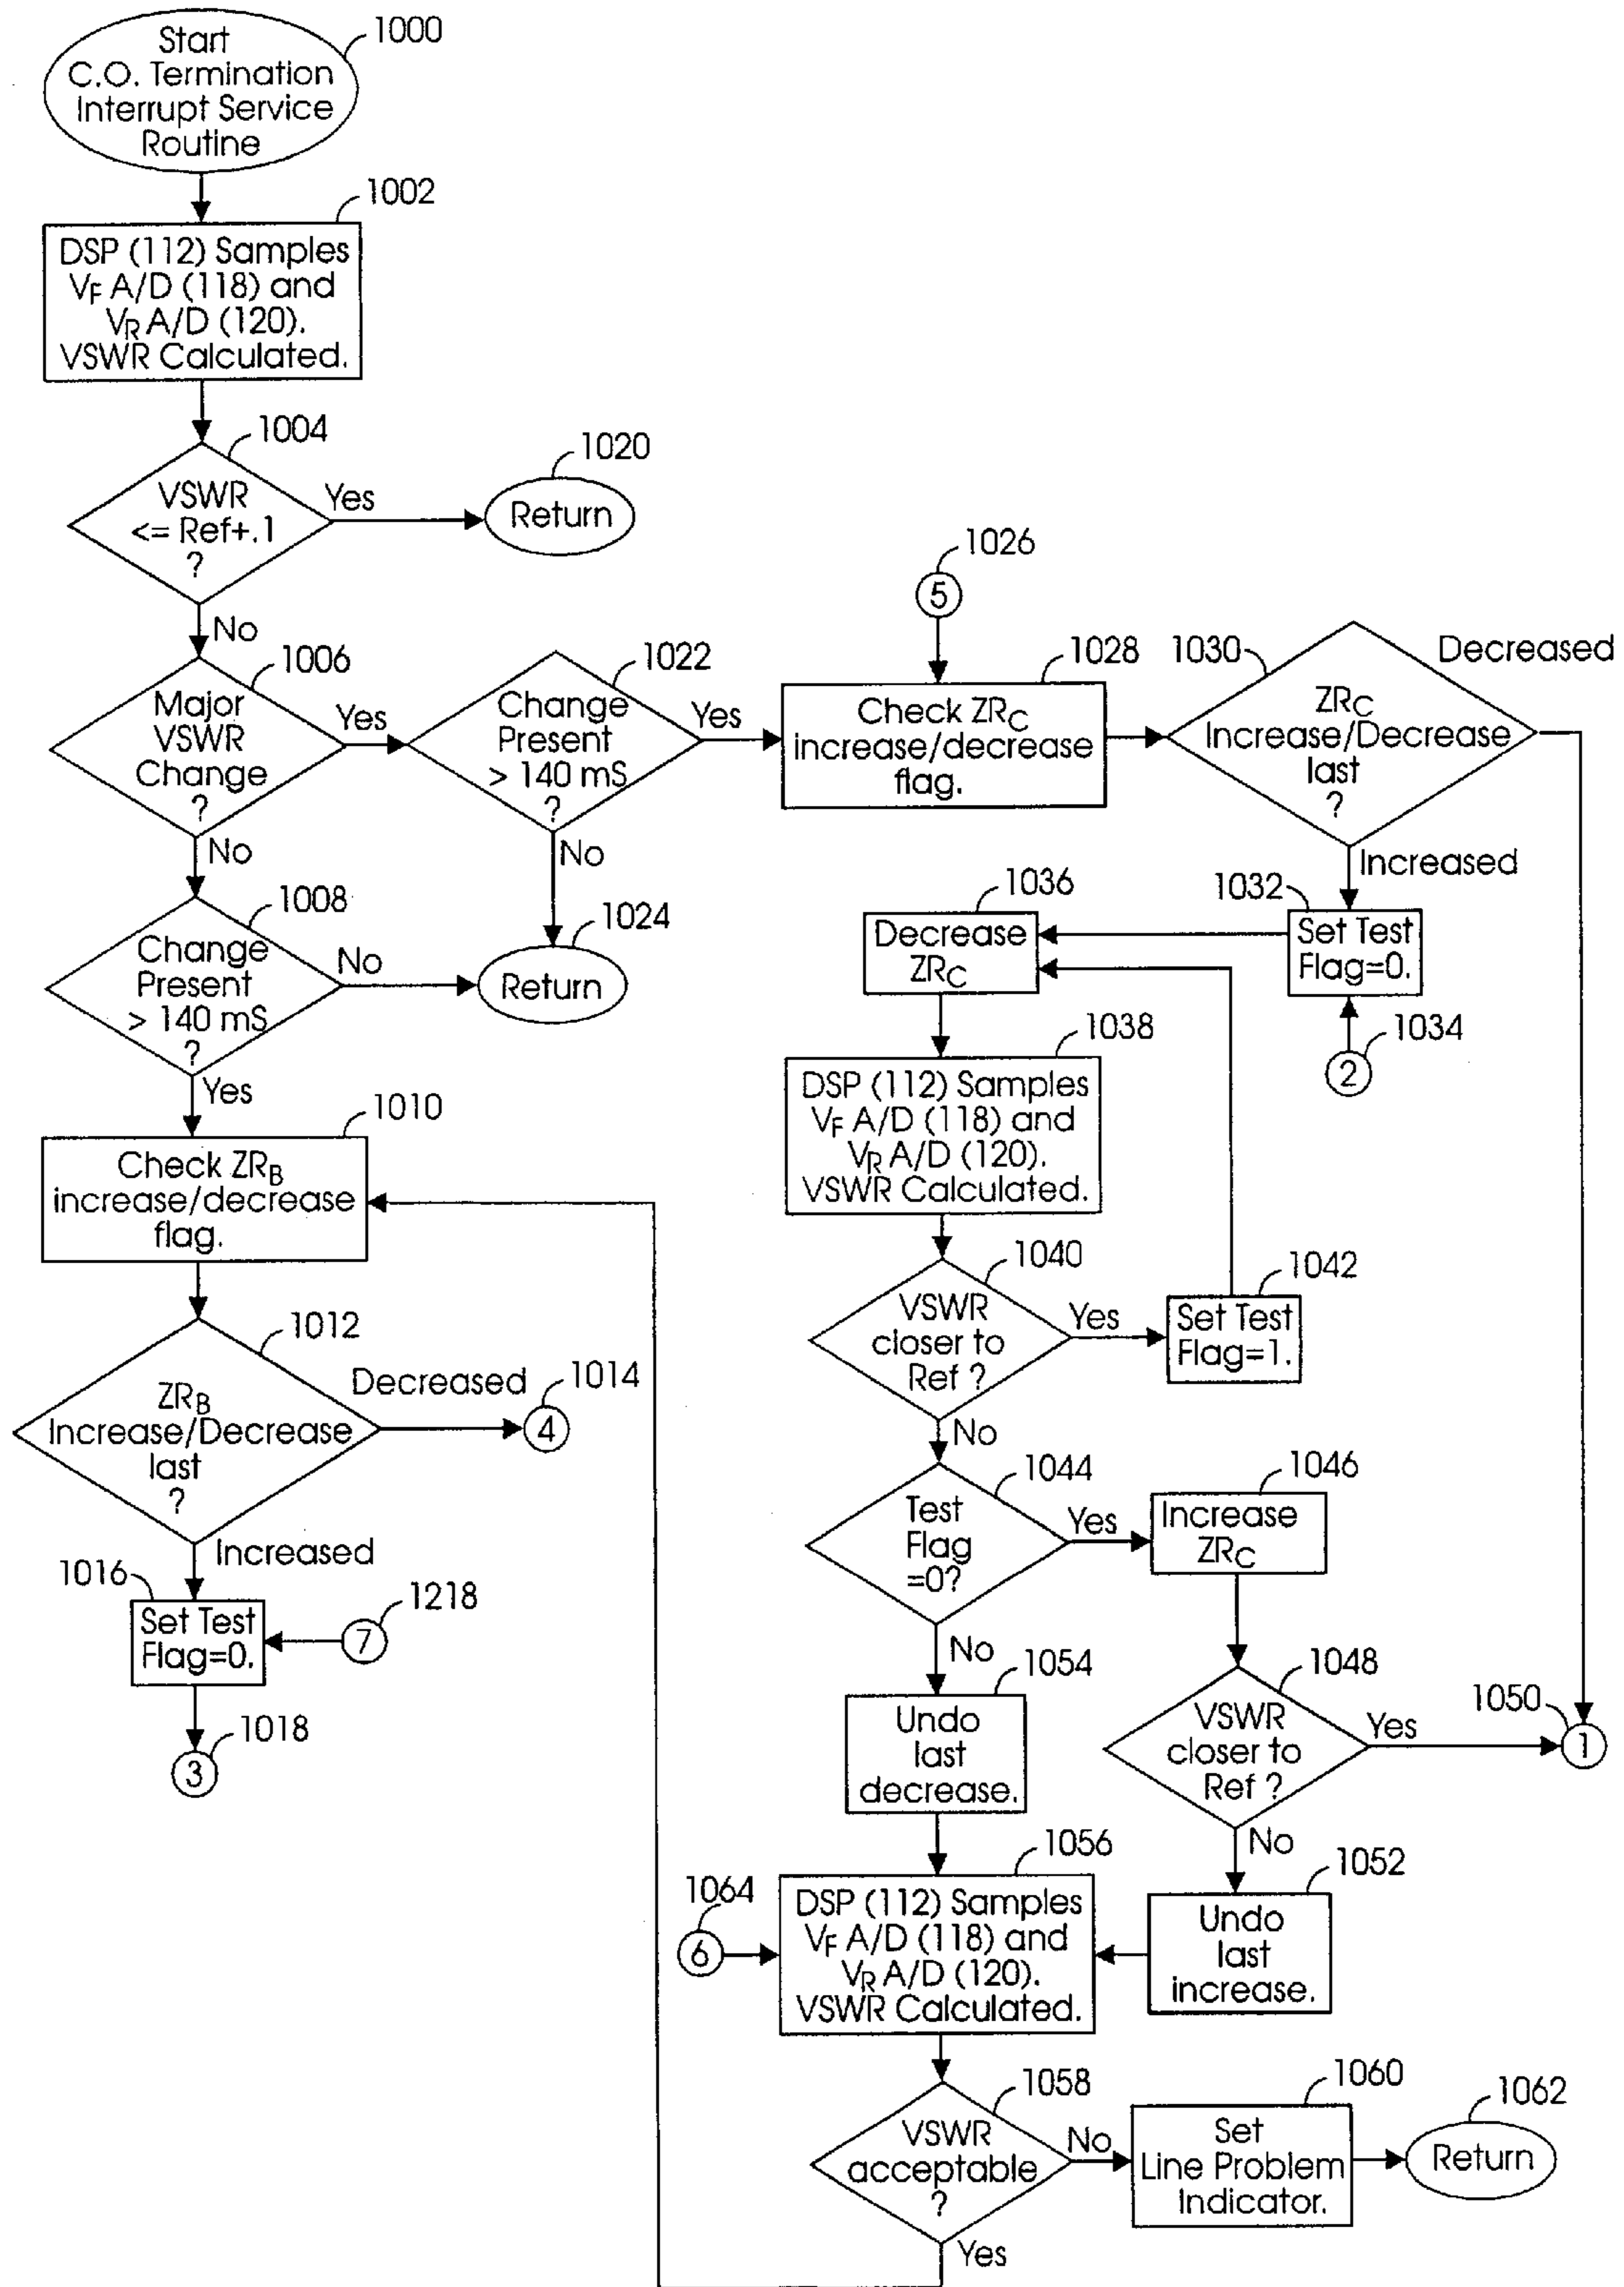 Start
C.O. Termination
Interrupt Service
Routine
1000
1002
DSP (112) Samples
VF A/D (118) and
VR A/D (120).
VSWR Calculated.
1004
VSWR
<= Ref+.1
?
Yes
1020
Return
No
1006
Major
VSWR
Change
?
Yes
1022
Change
Present
> 140 mS
?
Yes
No
1024
Return
No
1008
Change
Present
> 140 mS
?
No
Yes
1010
Check ZRB
increase/decrease
flag.
1012
ZRB
Increase/Decrease
last
?
Decreased
1014
4
Increased
1016
Set Test
Flag=0.
1218
7
1018
3
1026
5
1028
Check ZRC
increase/decrease
flag.
1030
ZRC
Increase/Decrease
last
?
Decreased
Increased
1032
Set Test
Flag=0.
1034
2
1036
Decrease
ZRC
1038
DSP (112) Samples
VF A/D (118) and
VR A/D (120).
VSWR Calculated.
1040
VSWR
closer to
Ref ?
Yes
1042
Set Test
Flag=1.
No
1044
Test
Flag
=0?
Yes
1046
Increase
ZRC
No
1054
Undo
last
decrease.
1048
VSWR
closer to
Ref ?
Yes
1050
1
No
1052
Undo
last
increase.
1056
DSP (112) Samples
VF A/D (118) and
VR A/D (120).
VSWR Calculated.
1064
6
1058
VSWR
acceptable
?
No
1060
Set
Line Problem
Indicator.
1062
Return
Yes